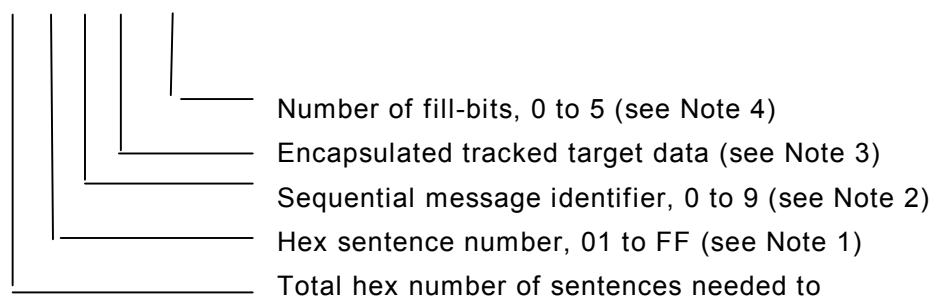 Number of fill-bits, 0 to 5 (see Note 4)
Encapsulated tracked target data (see Note 3)
Sequential message identifier, 0 to 9 (see Note 2)
Hex sentence number, 01 to FF (see Note 1)
Total hex number of sentences needed to